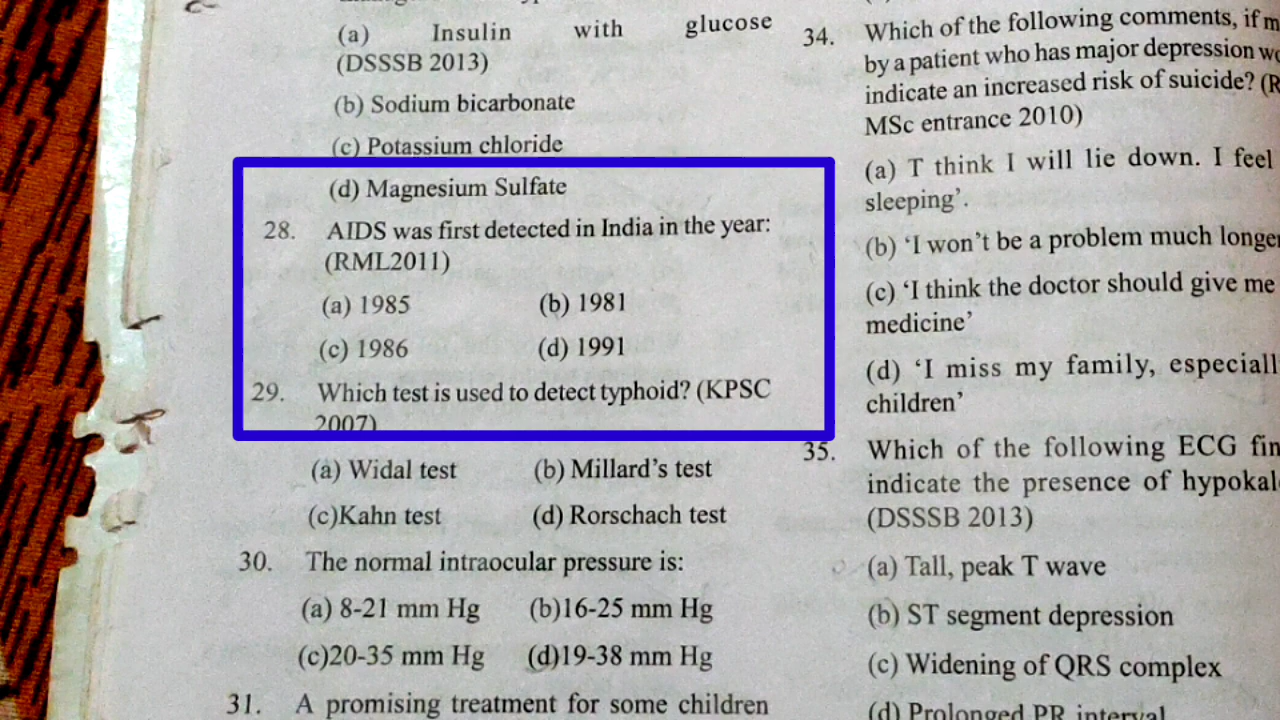 (a) Insulin with glucose
(DSSSB 2013)
(b) Sodium bicarbonate
(c) Potassium chloride
(d) Magnesium Sulfate
28. AIDS was first detected in India in the year:
(RML2011)
(a) 1985 (b) 1981
(c) 1986 (d) 1991
29. Which test is used to detect typhoid? (KPSC
2007)
(a) Widal test (b) Millard's test
(c)Kahn test (d) Rorschach test
30. The normal intraocular pressure is:
(a) 8-21 mm Hg (b)16-25 mm Hg
(c)20-35 mm Hg (d)19-38 mm Hg
31. A promising treatment for some children
34. Which of the following comments, if
by a patient who has major depression
indicate an increased risk of suicide?
MSc entrance 2010)
(a) T think I will lie down. I feel
sleeping'.
(b) 'I won't be a problem much longer
(c) 'I think the doctor should give me
medicine'
(d) 'I miss my family,
children'
35. Which of the following ECG
indicate the presence of
(DSSSB 2013)
(a) Tall, peak T wave
(b) ST segment depression
(c) Widening of QRS complex
(d) Prolonged PR interval